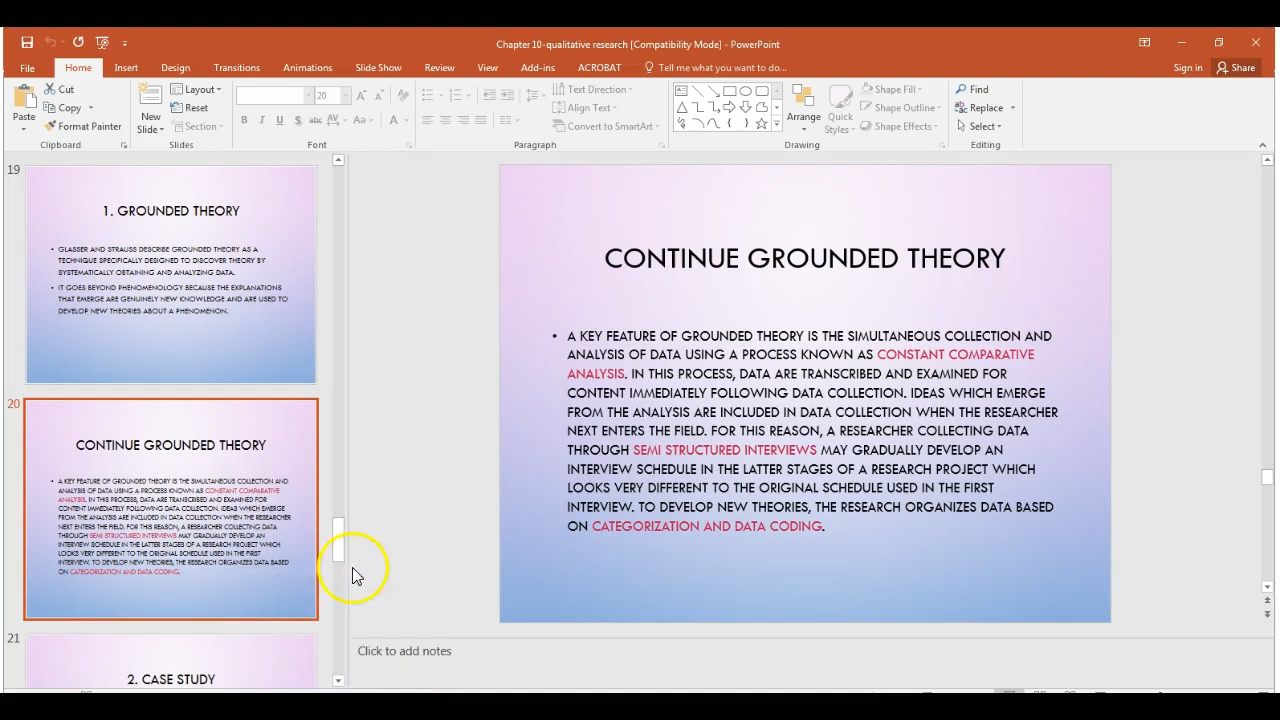 Chapter 10-qualitative research [Compatibility Mode] - PowerPoint
File Home Insert Design Transitions Animations Slide Show Review View Add-ins ACROBAT Tell me what you want to do... Sign in Share
Paste
Cut
Copy
Format Painter
Clipboard
New Slide
Layout
Reset
Section
Slides
20
B I U S abc AV Aa A
Font
Text Direction
Align Text
Convert to SmartArt
Paragraph
Arrange
Quick Styles
Shape Fill
Shape Outline
Shape Effects
Drawing
Find
Replace
Select
Editing
19
1. GROUNDED THEORY
• GLASSER AND STRAUSS DESCRIBE GROUNDED THEORY AS A
TECHNIQUE SPECIFICALLY DESIGNED TO DISCOVER THEORY BY
SYSTEMATICALLY OBTAINING AND ANALYZING DATA.
• IT GOES BEYOND PHENOMENOLOGY BECAUSE THE EXPLANATIONS
THAT EMERGE ARE GENUINELY NEW KNOWLEDGE AND ARE USED TO
DEVELOP NEW THEORIES ABOUT A PHENOMENON.
20
CONTINUE GROUNDED THEORY
• A KEY FEATURE OF GROUNDED THEORY IS THE SIMULTANEOUS COLLECTION AND
ANALYSIS OF DATA USING A PROCESS KNOWN AS CONSTANT COMPARATIVE
ANALYSIS. IN THIS PROCESS, DATA ARE TRANSCRIBED AND EXAMINED FOR
CONTENT IMMEDIATELY FOLLOWING DATA COLLECTION. IDEAS WHICH EMERGE
FROM THE ANALYSIS ARE INCLUDED IN DATA COLLECTION WHEN THE RESEARCHER
NEXT ENTERS THE FIELD. FOR THIS REASON, A RESEARCHER COLLECTING DATA
THROUGH SEMI STRUCTURED INTERVIEWS MAY GRADUALLY DEVELOP AN
INTERVIEW SCHEDULE IN THE LATTER STAGES OF A RESEARCH PROJECT WHICH
LOOKS VERY DIFFERENT TO THE ORIGINAL SCHEDULE USED IN THE FIRST
INTERVIEW. TO DEVELOP NEW THEORIES, THE RESEARCH ORGANIZES DATA BASED
ON CATEGORIZATION AND DATA CODING.
21
2. CASE STUDY
CONTINUE GROUNDED THEORY
• A KEY FEATURE OF GROUNDED THEORY IS THE SIMULTANEOUS COLLECTION AND
ANALYSIS OF DATA USING A PROCESS KNOWN AS CONSTANT COMPARATIVE
ANALYSIS. IN THIS PROCESS, DATA ARE TRANSCRIBED AND EXAMINED FOR
CONTENT IMMEDIATELY FOLLOWING DATA COLLECTION. IDEAS WHICH EMERGE
FROM THE ANALYSIS ARE INCLUDED IN DATA COLLECTION WHEN THE RESEARCHER
NEXT ENTERS THE FIELD. FOR THIS REASON, A RESEARCHER COLLECTING DATA
THROUGH SEMI STRUCTURED INTERVIEWS MAY GRADUALLY DEVELOP AN
INTERVIEW SCHEDULE IN THE LATTER STAGES OF A RESEARCH PROJECT WHICH
LOOKS VERY DIFFERENT TO THE ORIGINAL SCHEDULE USED IN THE FIRST
INTERVIEW. TO DEVELOP NEW THEORIES, THE RESEARCH ORGANIZES DATA BASED
ON CATEGORIZATION AND DATA CODING.
Click to add notes